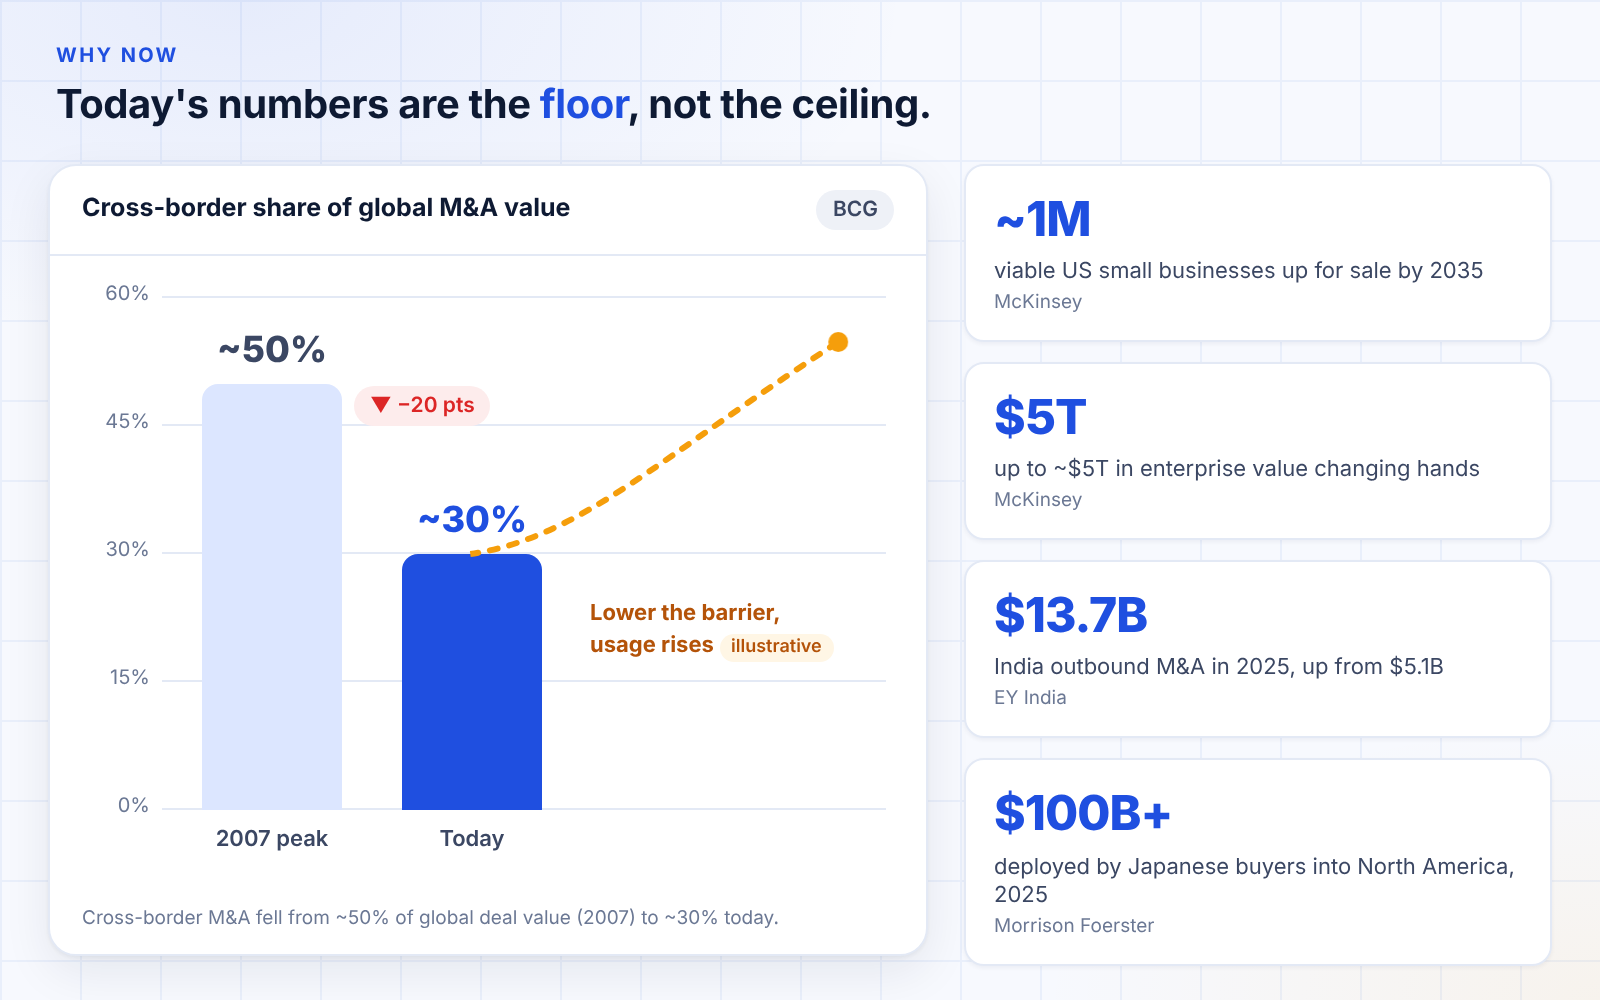 WHY NOW
Today's numbers are the floor, not the ceiling.
Cross-border share of global M&A value
BCG
60%
45%
30%
15%
0%
~50%
▼ −20 pts
~30%
Lower the barrier,
usage rises illustrative
2007 peak
Today
Cross-border M&A fell from ~50% of global deal value (2007) to ~30% today.
~1M
viable US small businesses up for sale by 2035
McKinsey
$5T
up to ~$5T in enterprise value changing hands
McKinsey
$13.7B
India outbound M&A in 2025, up from $5.1B
EY India
$100B+
deployed by Japanese buyers into North America,
2025
Morrison Foerster